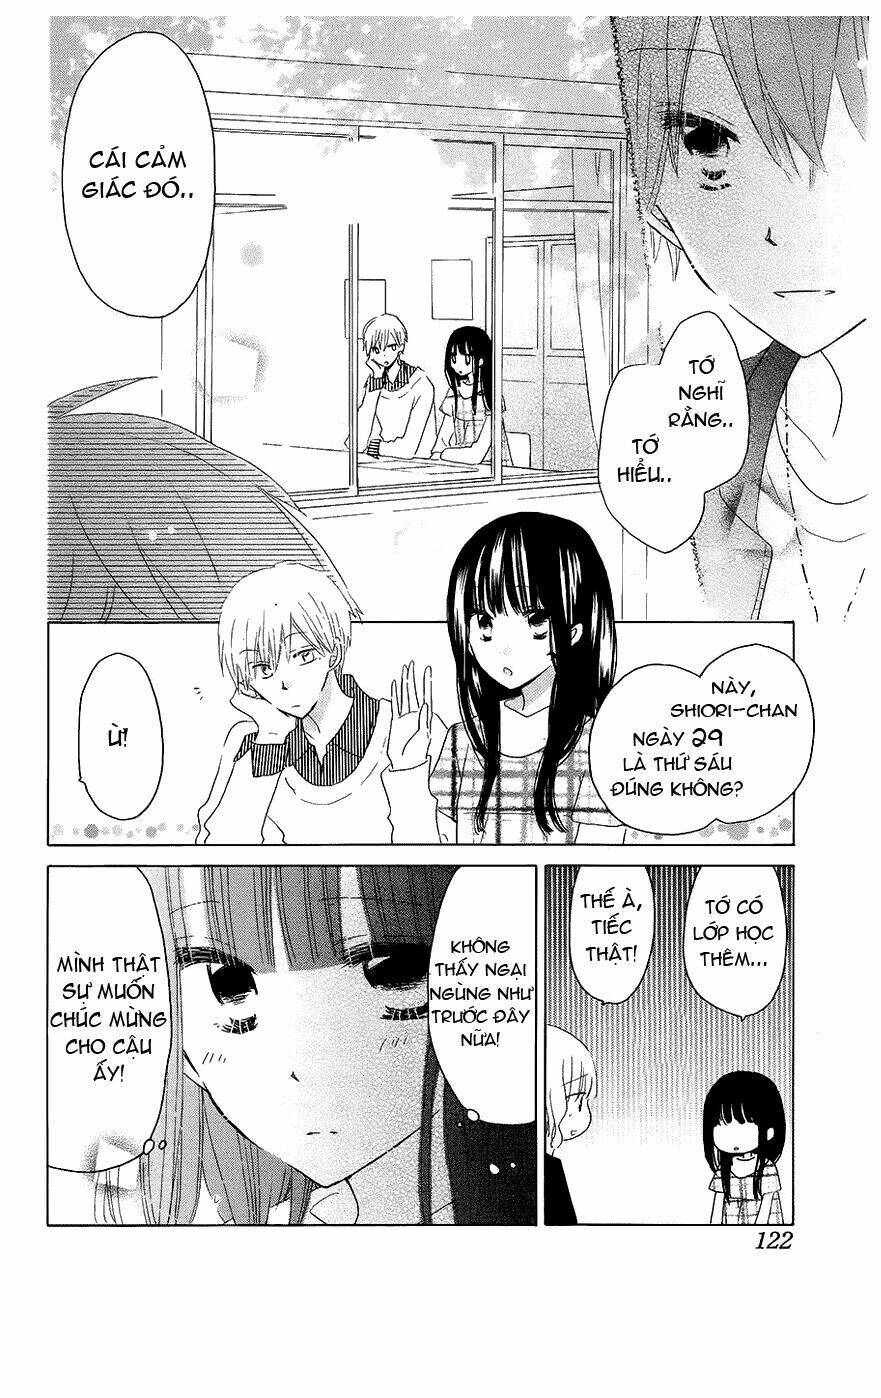 CÁI CẢM
GIÁC ĐÓ..
TỚ
NGHĨ
RẰNG..
TỚ
HIỂU..
Ừ!
NÀY,
SHIORI-CHAN
NGÀY 29
LÀ THỨ SÁU
ĐÚNG KHÔNG?
MÌNH THẬT
SỰ MUỐN
CHÚC MỪNG
CHO CẬU
ẤY!
KHÔNG
THẤY NGẠI
NGÙNG NHƯ
TRƯỚC ĐÂY
NỮA!
THẾ À,
TIẾC
THẬT!
TỚ CÓ
LỚP HỌC
THÊM...
122